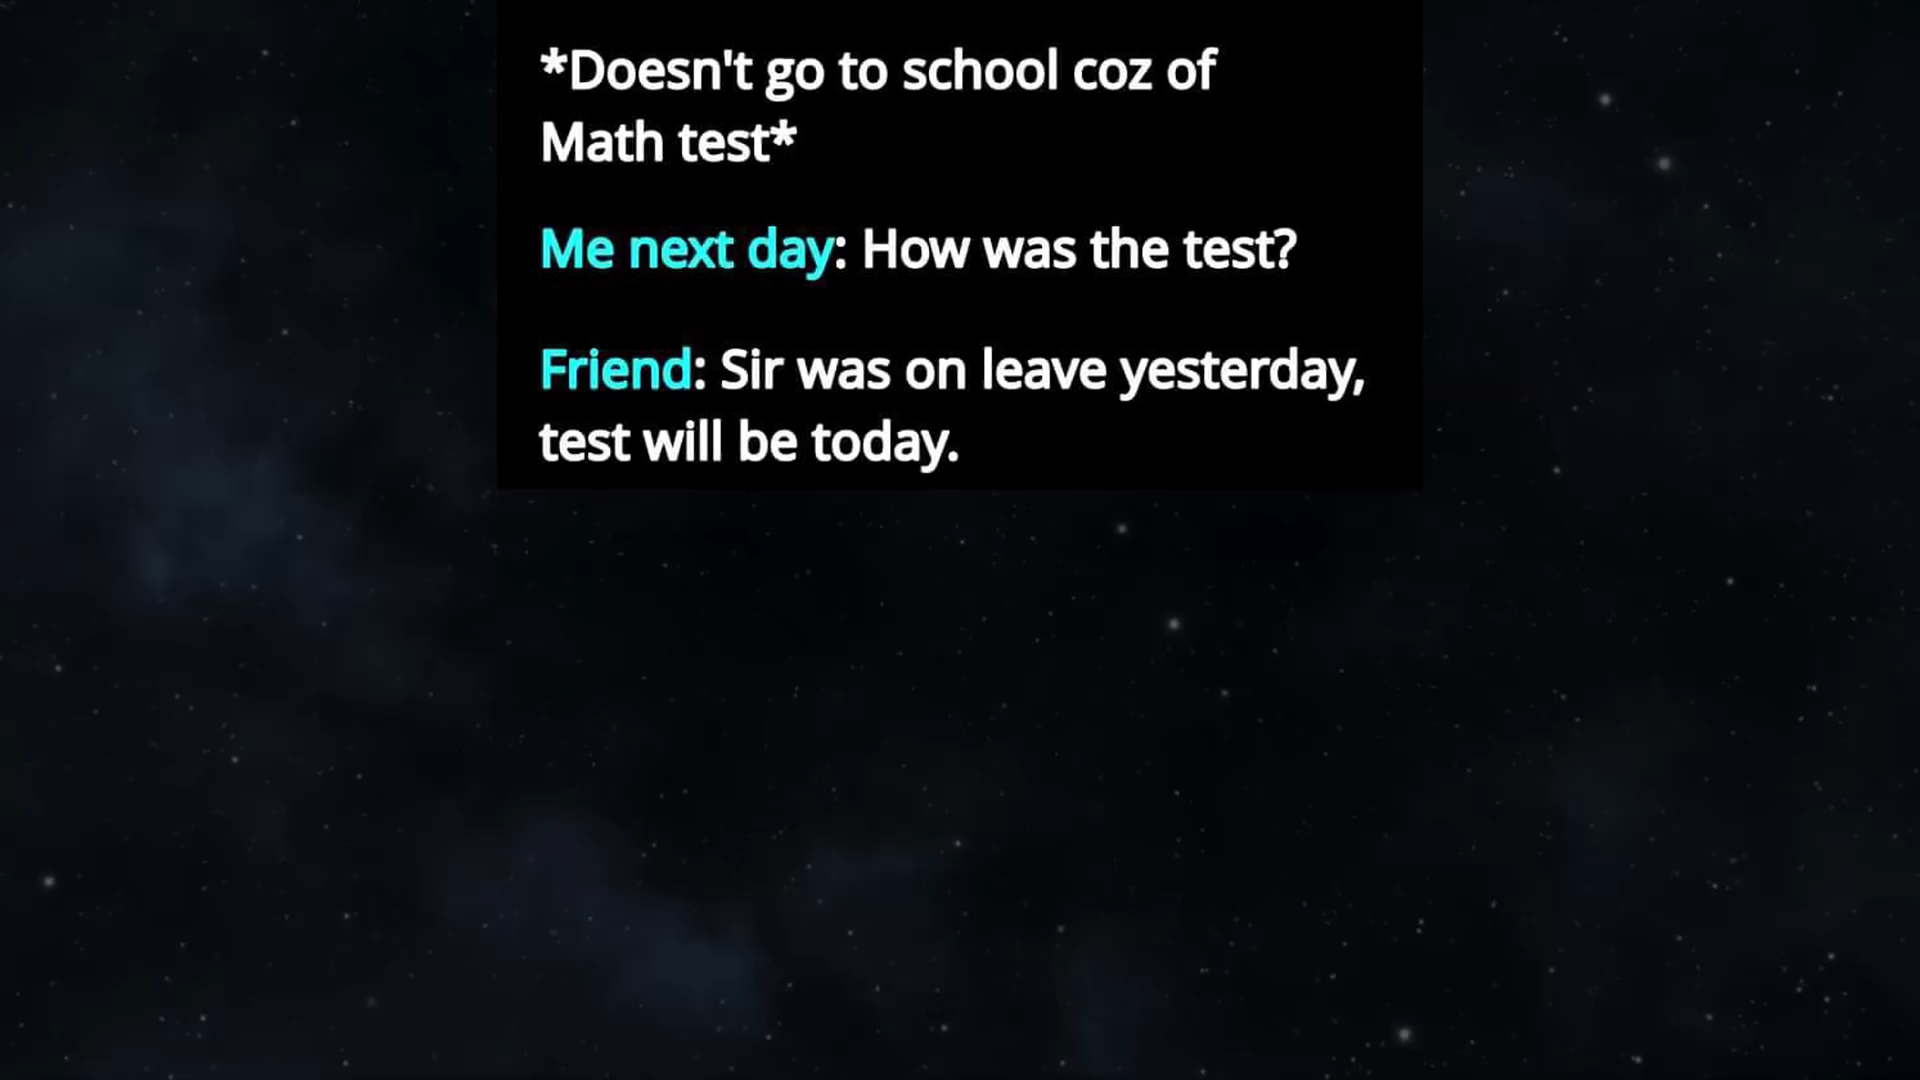 *Doesn't go to school coz of
Math test*
Me next day: How was the test?
Friend: Sir was on leave yesterday,
test will be today.